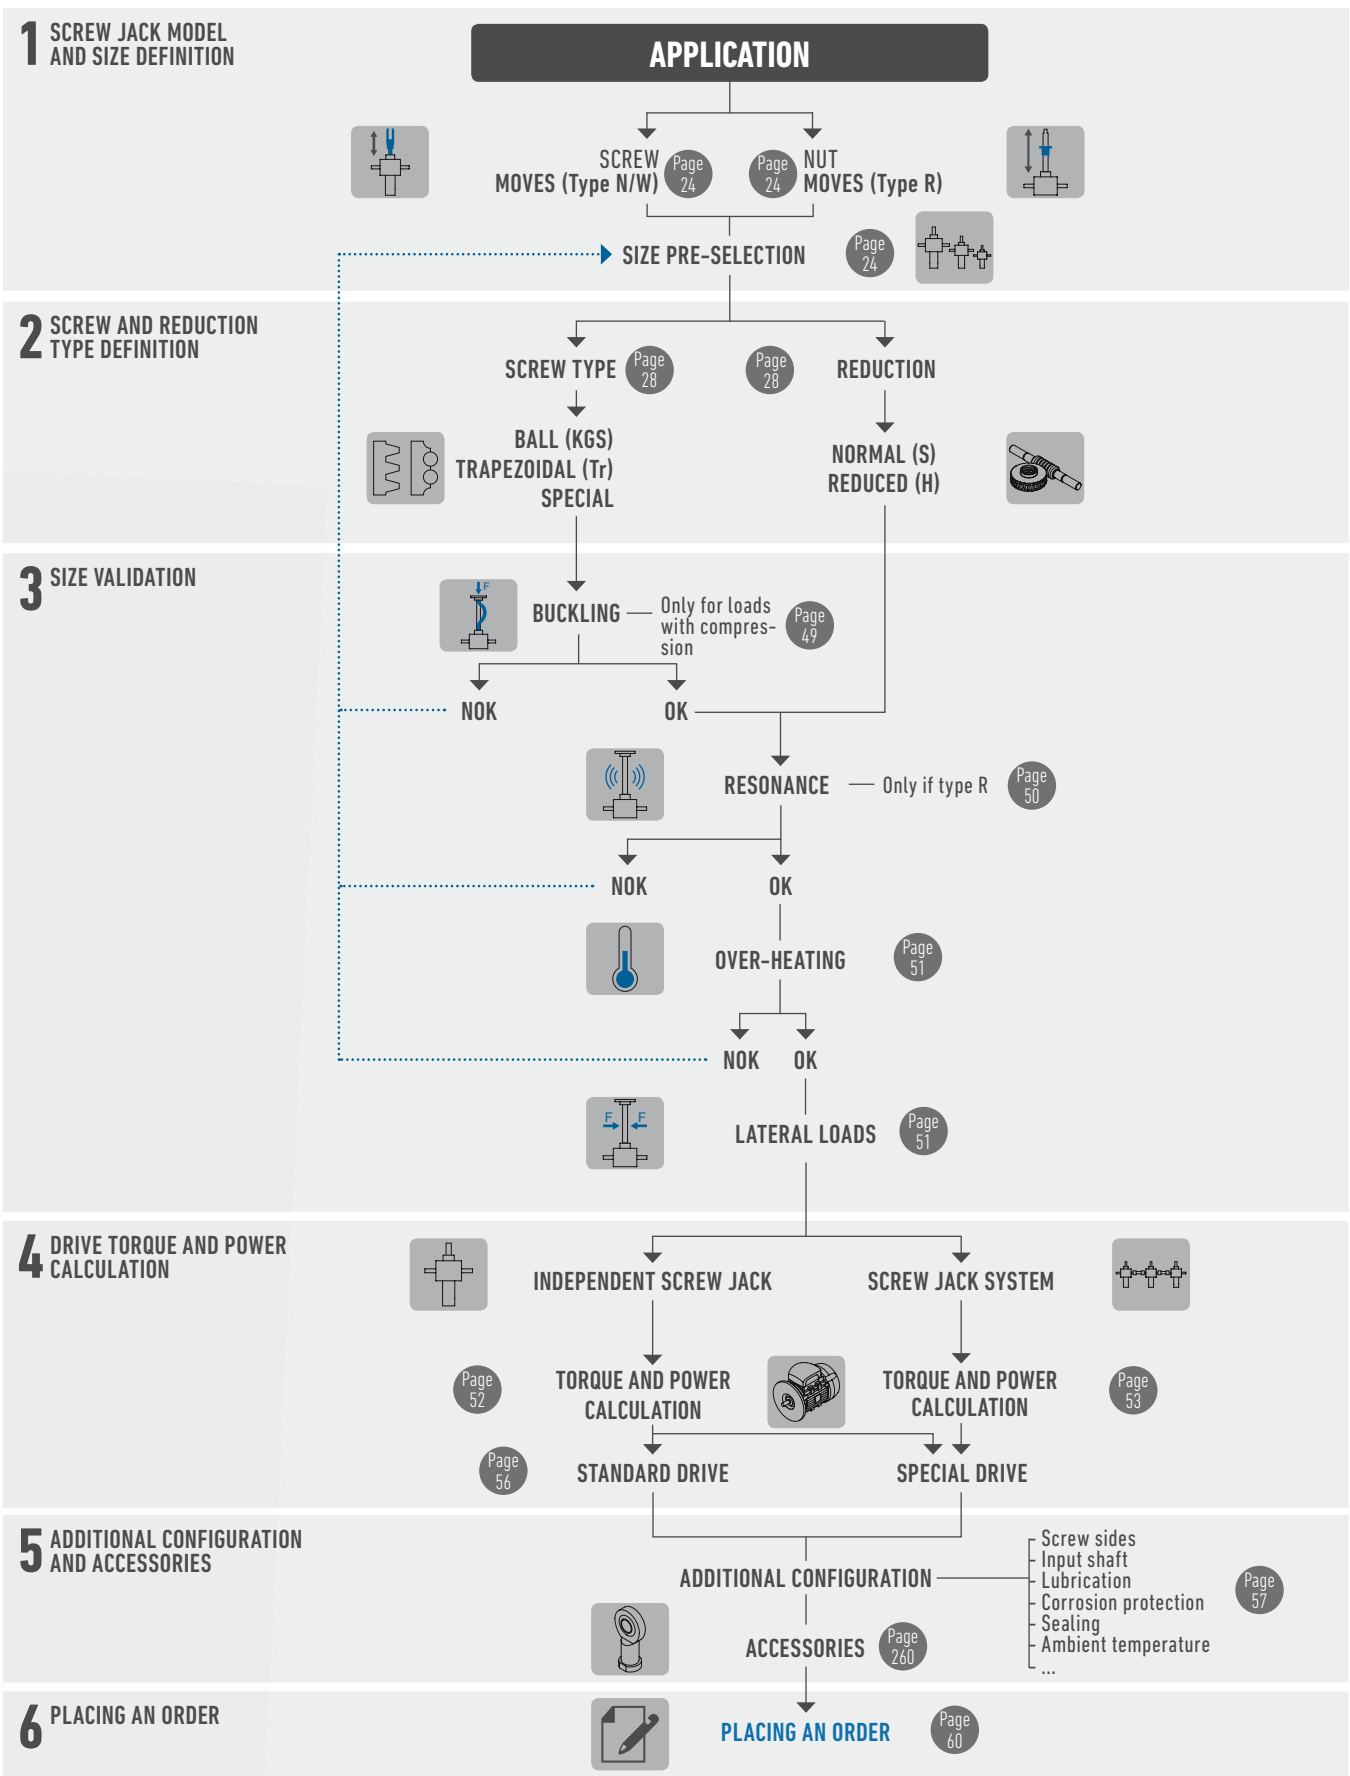 1 SCREW JACK MODEL
AND SIZE DEFINITION
APPLICATION
SCREW
MOVES (Type N/W)
Page
24
Page
24
NUT
MOVES (Type R)
SIZE PRE-SELECTION
Page
24
2 SCREW AND REDUCTION
TYPE DEFINITION
SCREW TYPE
Page
28
Page
28
REDUCTION
BALL (KGS)
TRAPEZOIDAL (Tr)
SPECIAL
NORMAL (S)
REDUCED (H)
3 SIZE VALIDATION
F
BUCKLING
Only for loads
with compres-
sion
Page
49
NOK
OK
RESONANCE
Only if type R
Page
50
NOK
OK
OVER-HEATING
Page
51
NOK
OK
F F
LATERAL LOADS
Page
51
4 DRIVE TORQUE AND POWER
CALCULATION
INDEPENDENT SCREW JACK
SCREW JACK SYSTEM
Page
52
TORQUE AND POWER
CALCULATION
TORQUE AND POWER
CALCULATION
Page
53
Page
56
STANDARD DRIVE
SPECIAL DRIVE
5 ADDITIONAL CONFIGURATION
AND ACCESSORIES
ADDITIONAL CONFIGURATION
Screw sides
Input shaft
Lubrication
Corrosion protection
Sealing
Ambient temperature
...
Page
57
ACCESSORIES
Page
260
6 PLACING AN ORDER
PLACING AN ORDER
Page
60